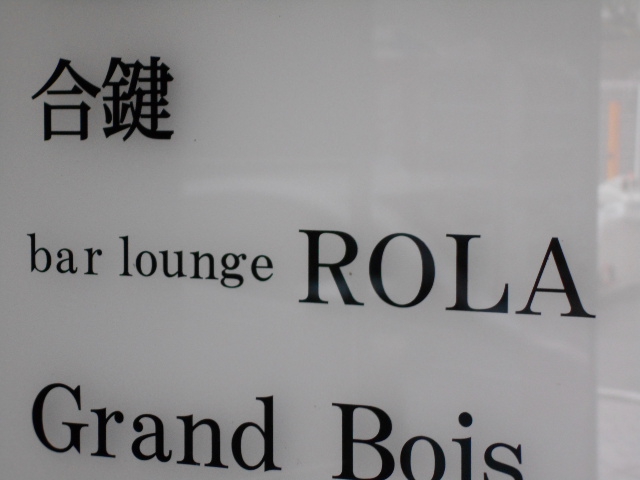 合鍵
bar lounge ROLA
Grand Bois